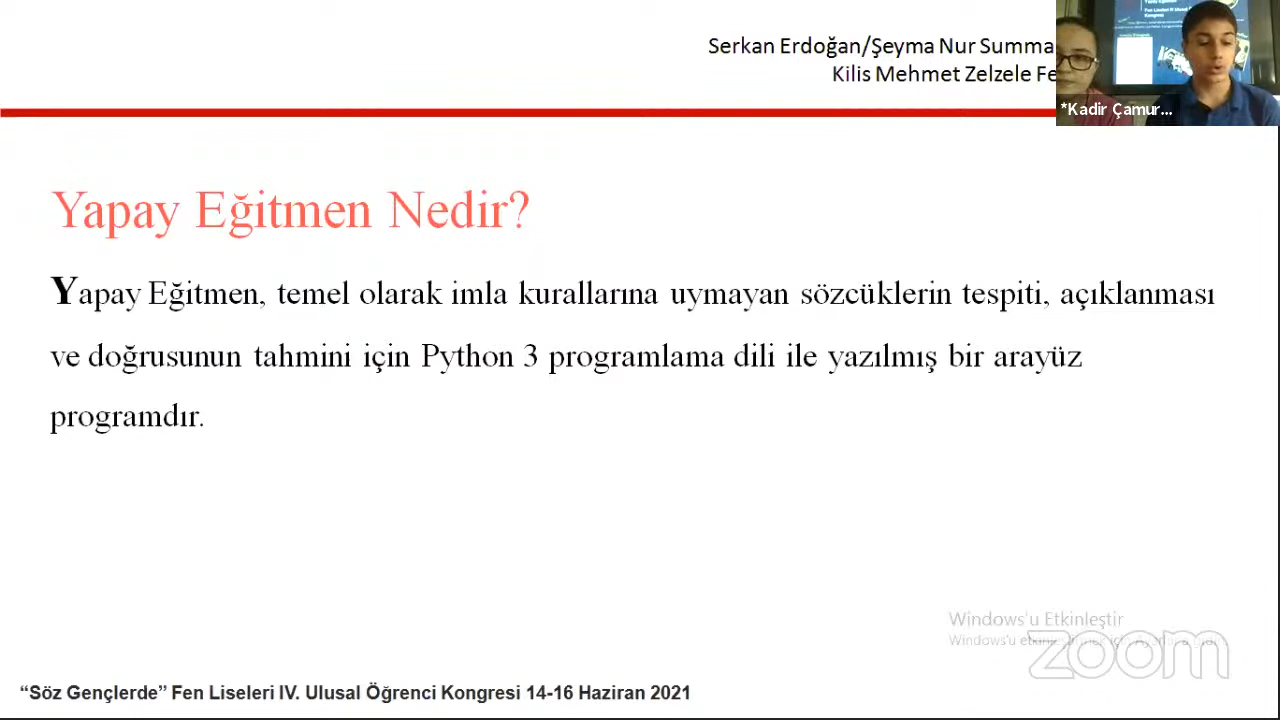 Serkan Erdoğan/Şeyma Nur Summa
Kilis Mehmet Zelzele Fe
*Kadir Çamur...
Yapay Eğitmen Nedir?
Yapay Eğitmen, temel olarak imla kurallarına uymayan sözcüklerin tespiti, açıklanması
ve doğrusunun tahmini için Python 3 programlama dili ile yazılmış bir arayüz
programdır.
Windows'u Etkinleştir
Windows'u
zoom
“Söz Gençlerde” Fen Liseleri IV. Ulusal Öğrenci Kongresi 14-16 Haziran 2021